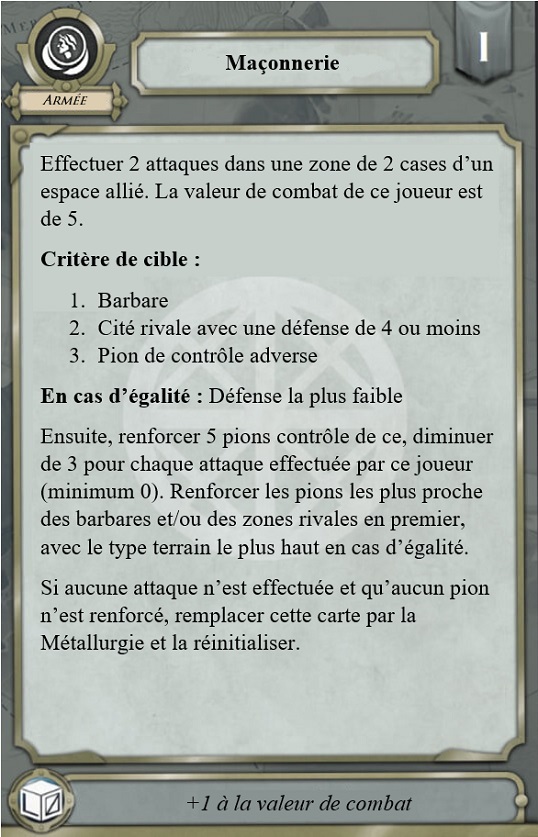 Maçonnerie
I
ARMÉE
Effectuer 2 attaques dans une zone de 2 cases d’un
espace allié. La valeur de combat de ce joueur est
de 5.
Critère de cible :
1. Barbare
2. Cité rivale avec une défense de 4 ou moins
3. Pion de contrôle adverse
En cas d’égalité : Défense la plus faible
Ensuite, renforcer 5 pions contrôle de ce, diminuer
de 3 pour chaque attaque effectuée par ce joueur
(minimum 0). Renforcer les pions les plus proche
des barbares et/ou des zones rivales en premier,
avec le type terrain le plus haut en cas d’égalité.
Si aucune attaque n’est effectuée et qu’aucun pion
n’est renforcé, remplacer cette carte par la
Métallurgie et la réinitialiser.
+1 à la valeur de combat